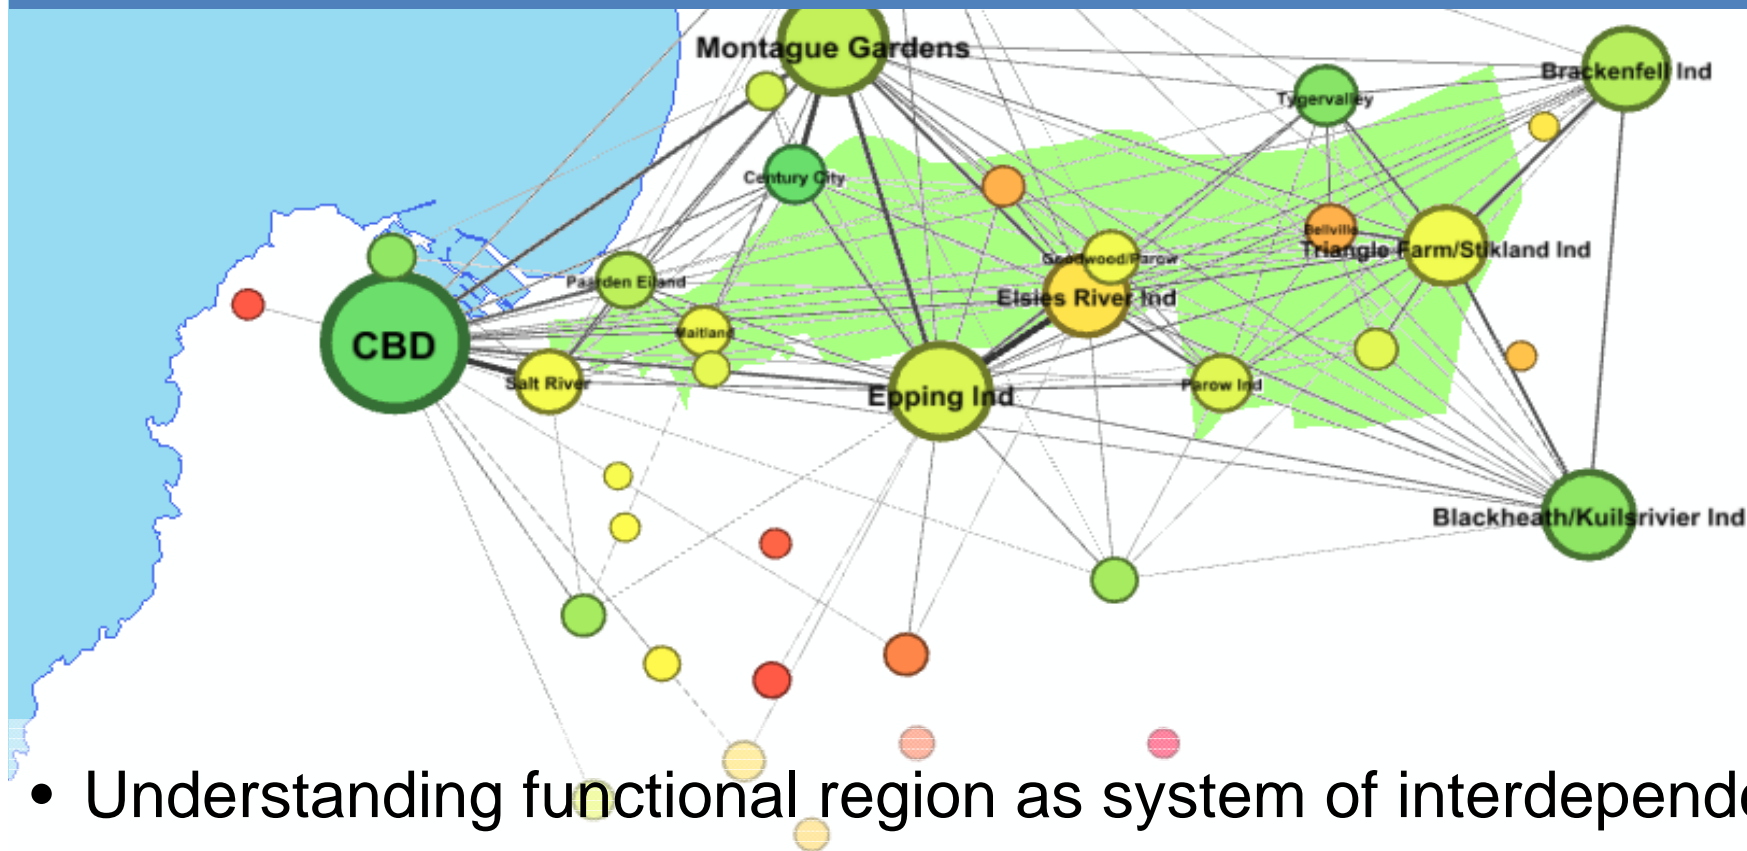 Montague Gardens
Brackenfell Ind
Tygervalley
Century City
Bellville
Triangle Farm/Stikland Ind
Goodwood/Parow
Paarden Eiland
Elsies River Ind
Maitland
CBD
Salt River
Parow Ind
Epping Ind
Blackheath/Kuilsrivier Ind
• Understanding functional region as system of